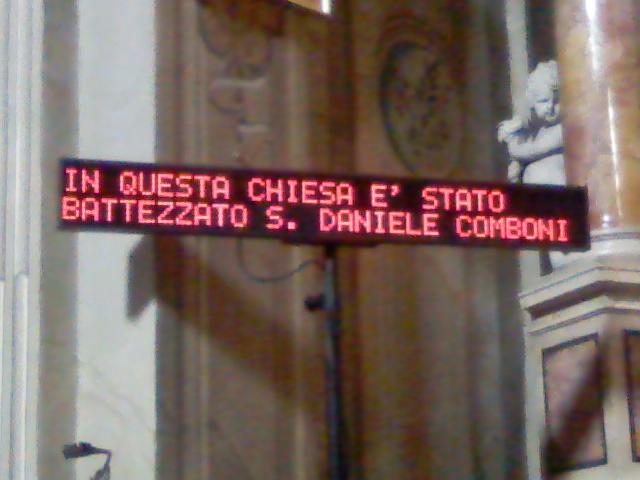 IN QUESTA CHIESA E' STATO
BATTEZZATO S. DANIELE COMBONI